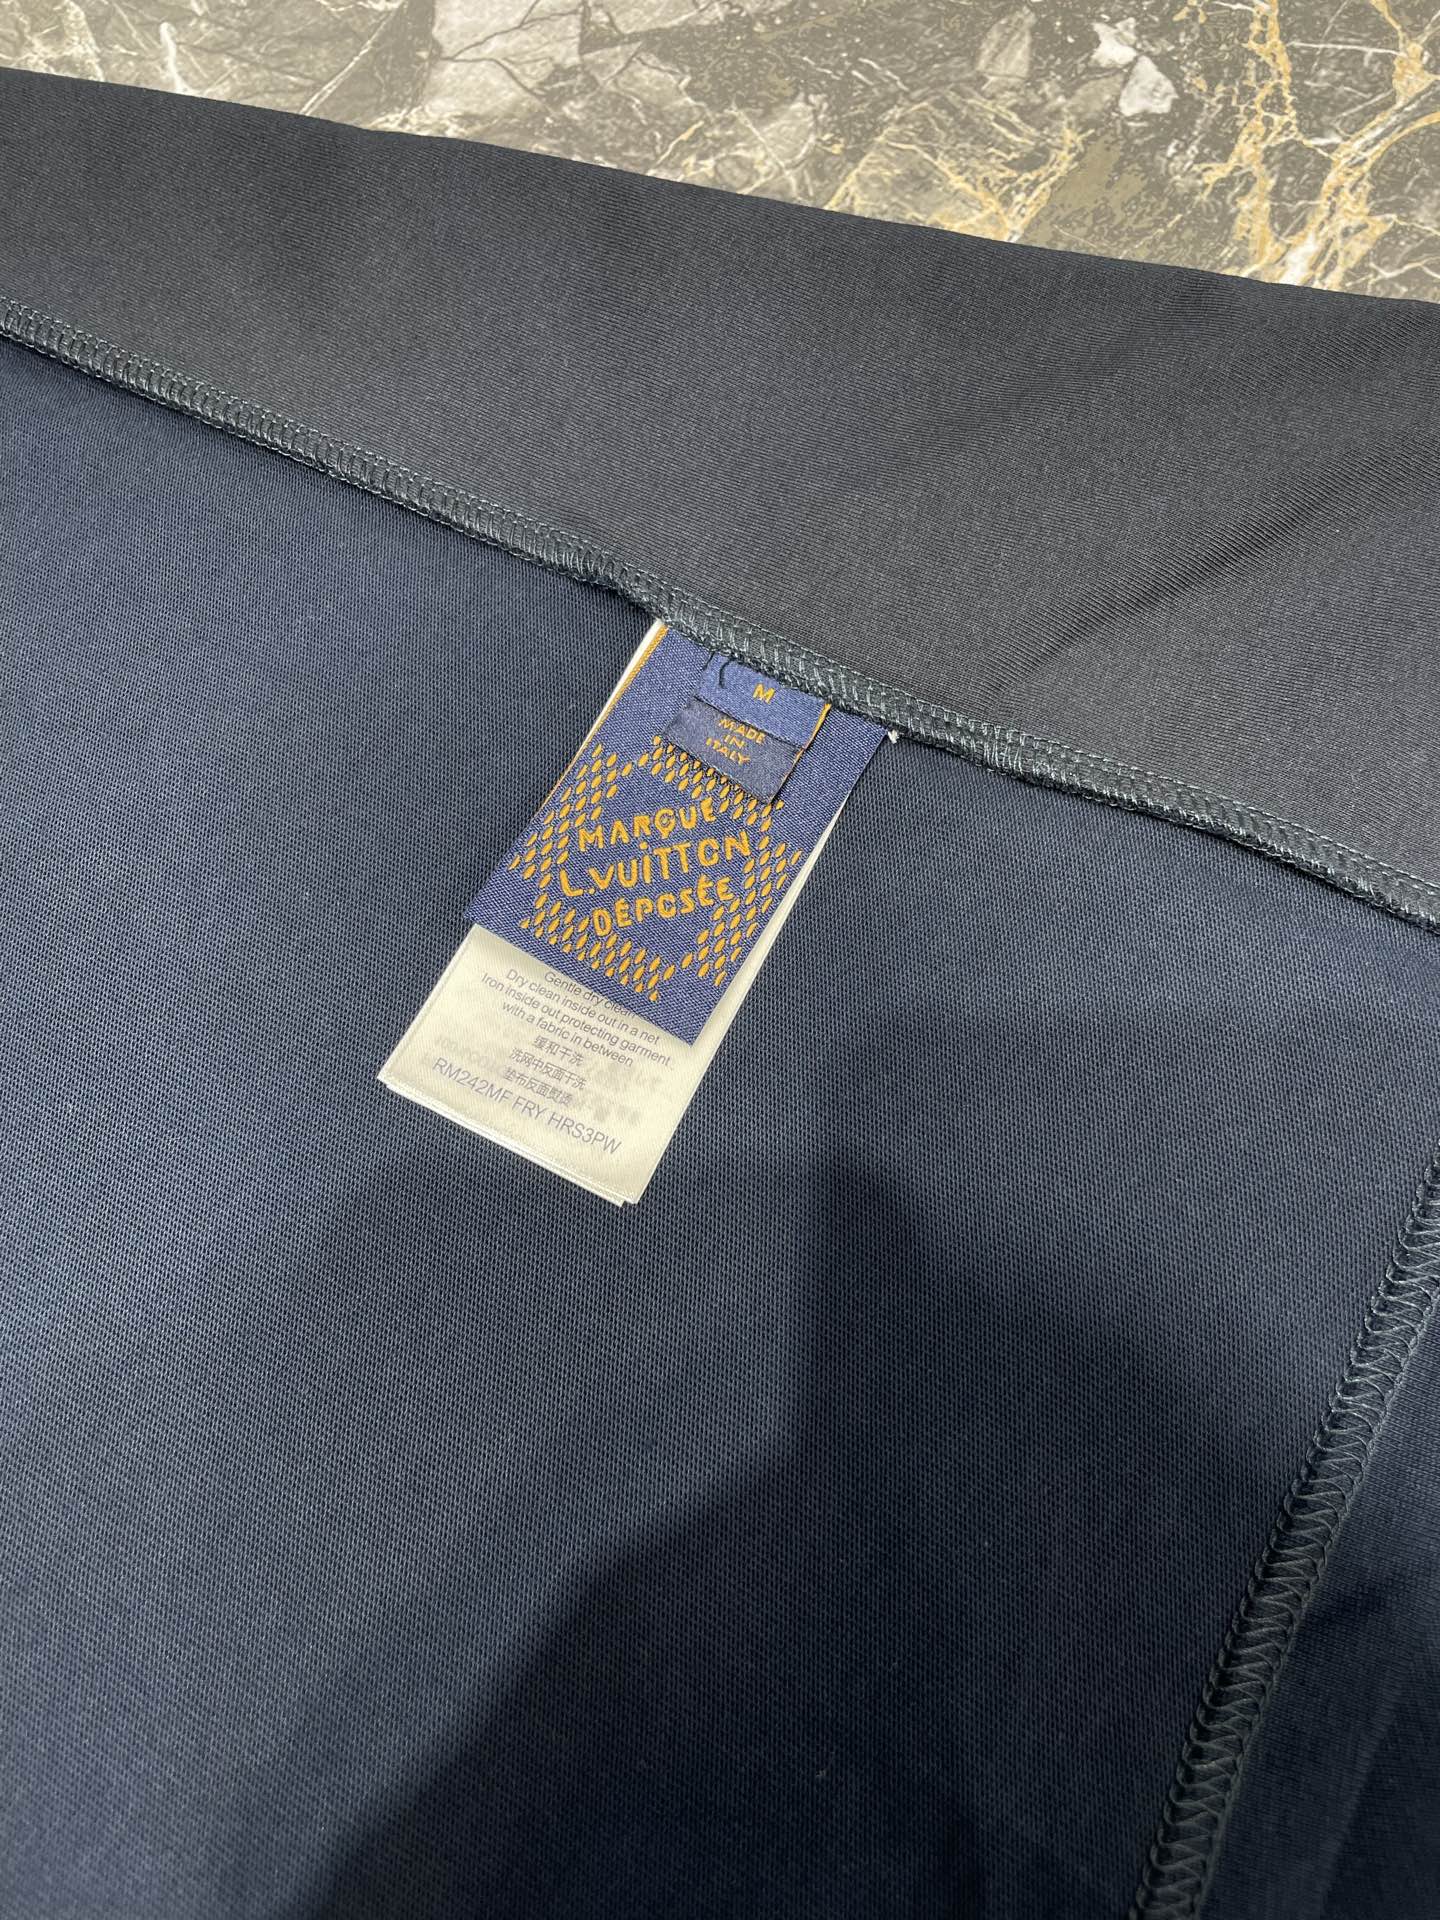 M
MADE
IN
ITALY
MARQUE
L.VUITTON
DÉPOSÉE
Gentle dry clean
Dry clean inside out in a net
Iron inside out protecting garment
with a fabric in between
缓和干洗
洗网中反面干洗
垫布反面熨烫
RM242MF FRY HRS3PW